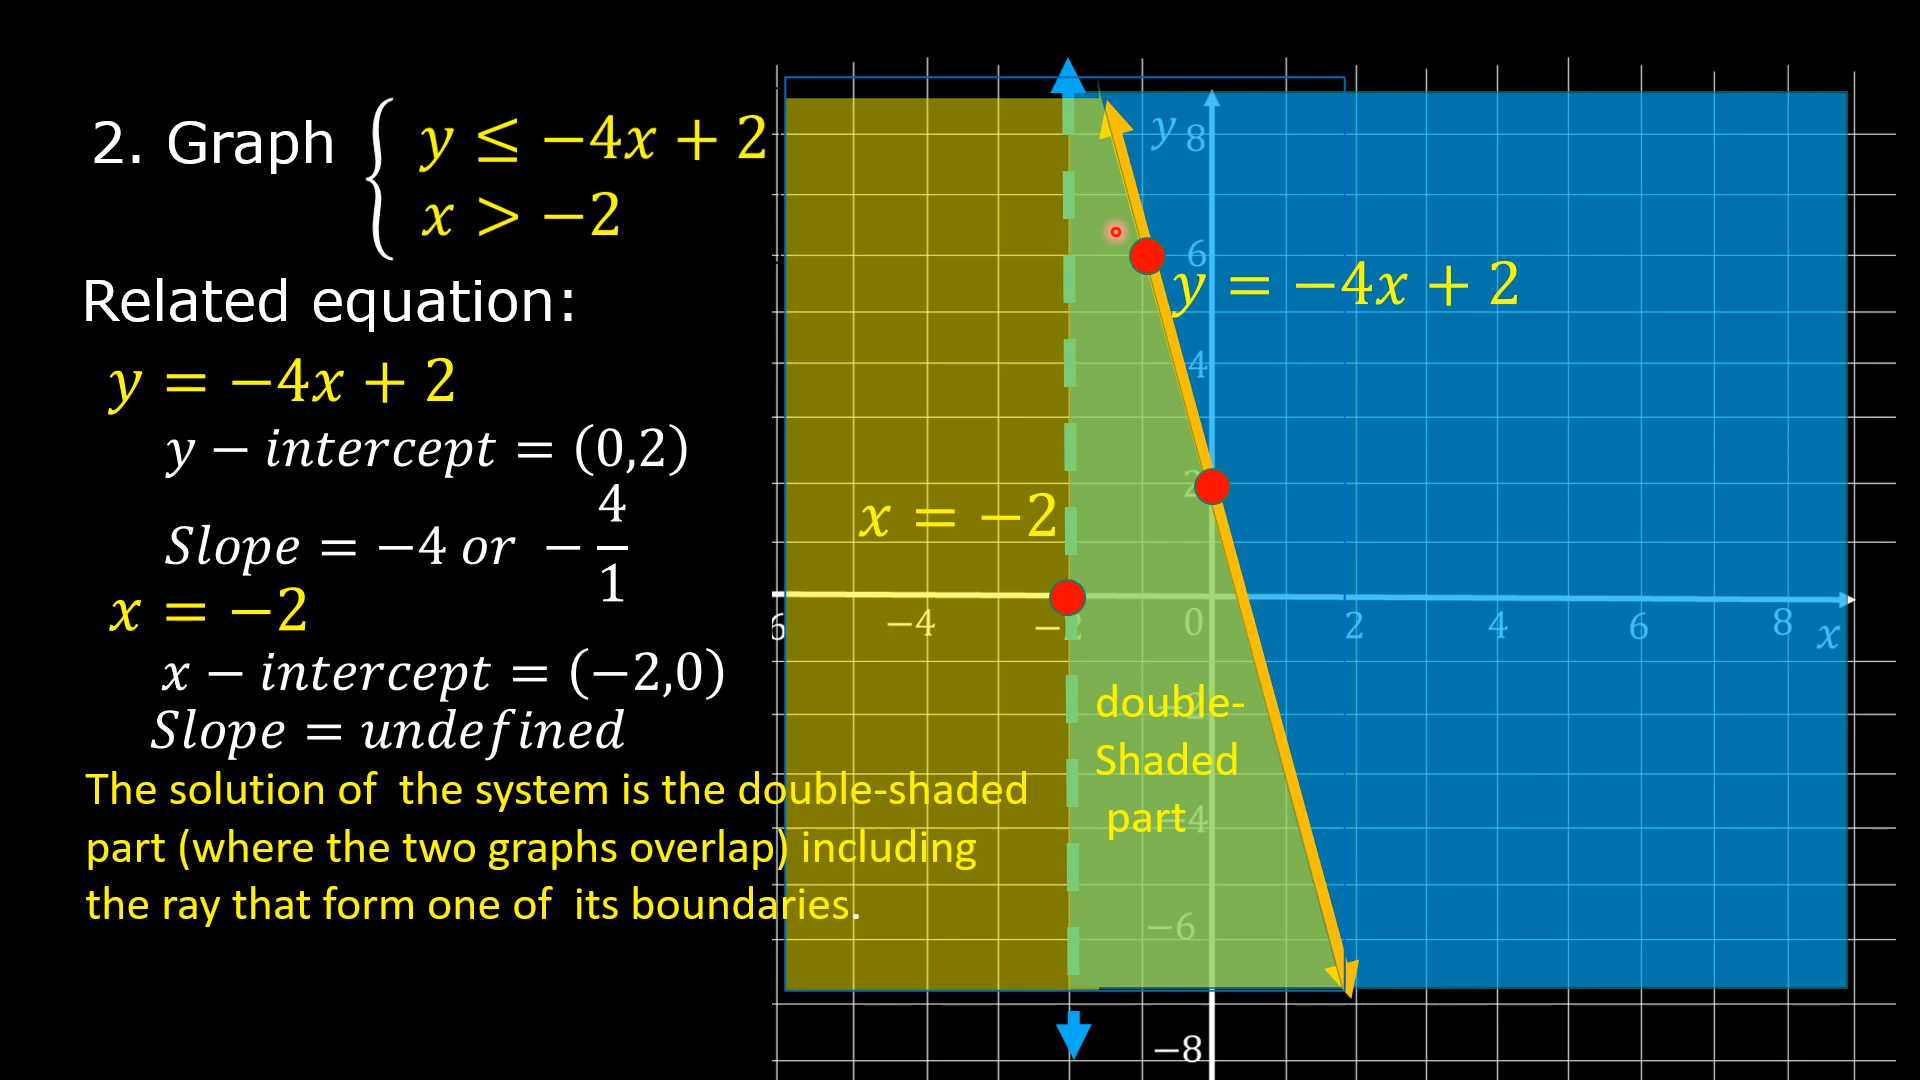 2. Graph { y ≤ −4x + 2
x > −2
Related equation:
y = −4x + 2
y − intercept = (0,2)
Slope = −4 or −4/1
x = −2
x − intercept = (−2,0)
Slope = undefined
The solution of the system is the double-shaded
part (where the two graphs overlap) including
the ray that form one of its boundaries.
y
8
6
y = −4x + 2
4
2
x = −2
6 −4 −2 0 2 4 6 8 x
−2
double-
Shaded
part
−4
−6
−8